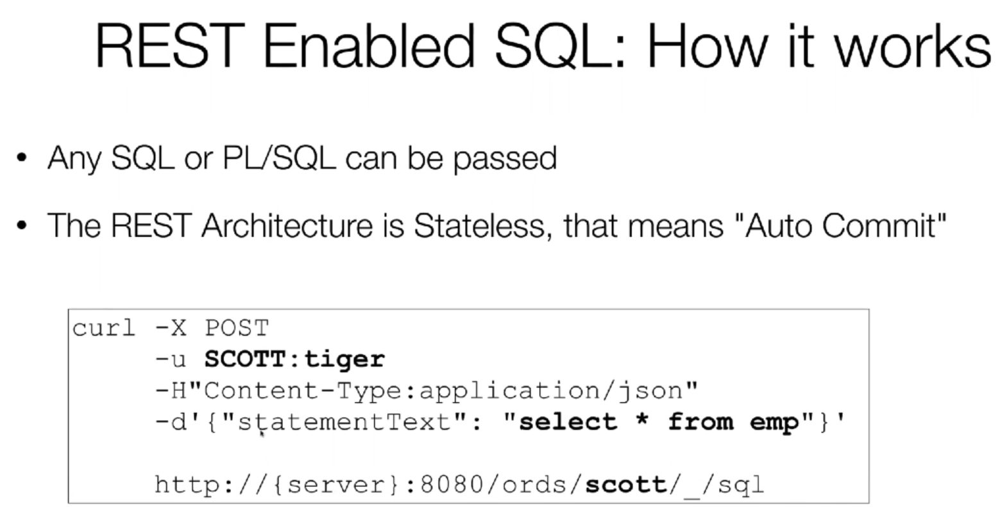 REST Enabled SQL: How it works
• Any SQL or PL/SQL can be passed
• The REST Architecture is Stateless, that means "Auto Commit"
curl -X POST
-u SCOTT:tiger
-H"Content-Type:application/json"
-d'{"statementText": "select * from emp"}'
http://{server}:8080/ords/scott/_/sql